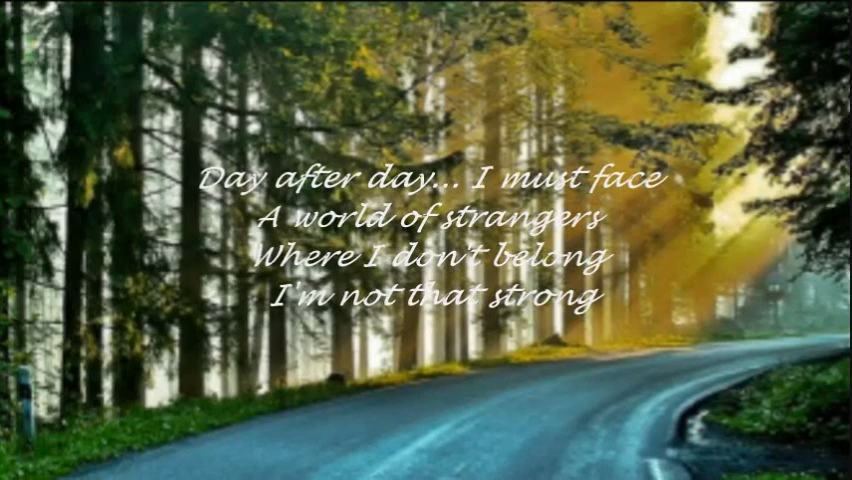 Day after day... I must face
A world of strangers
Where I don't belong
I'm not that strong